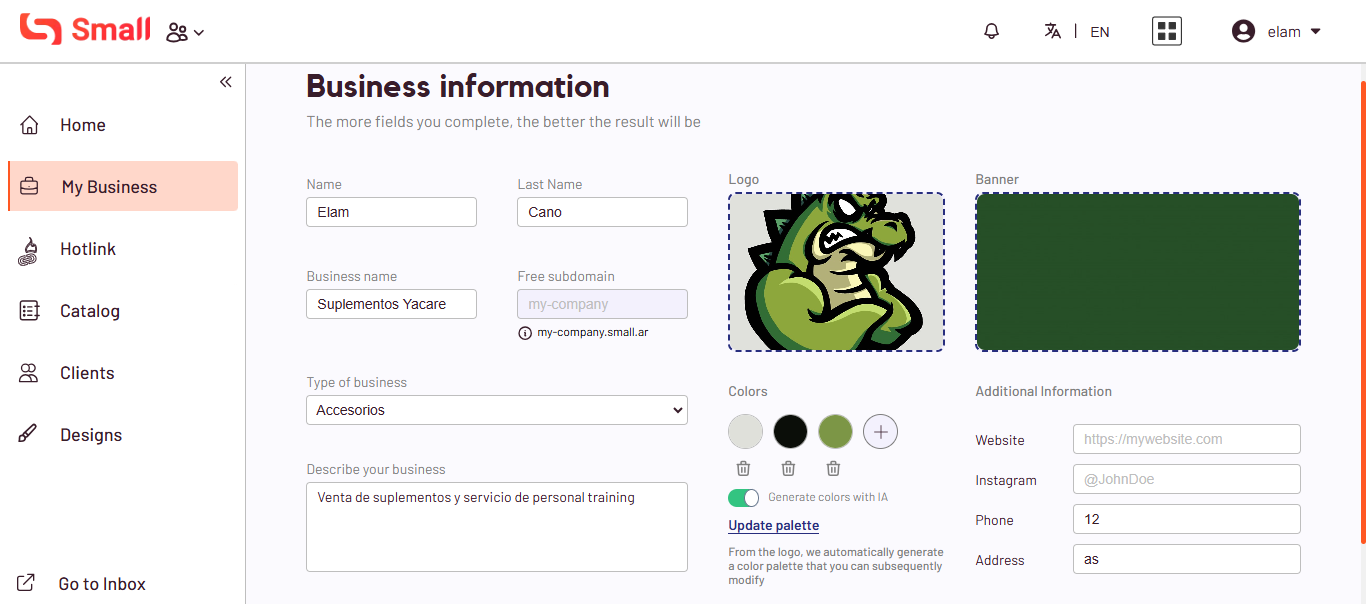 Small
EN
elam
Home
My Business
Hotlink
Catalog
Clients
Designs
Go to Inbox
Business information
The more fields you complete, the better the result will be
Name
Last Name
Elam
Cano
Business name
Free subdomain
Suplementos Yacare
my-company
my-company.small.ar
Type of business
Accesorios
Describe your business
Venta de suplementos y servicio de personal training
Logo
Banner
Colors
Generate colors with IA
Update palette
From the logo, we automatically generate
a color palette that you can subsequently
modify
Additional Information
Website
https://mywebsite.com
Instagram
@JohnDoe
Phone
12
Address
as